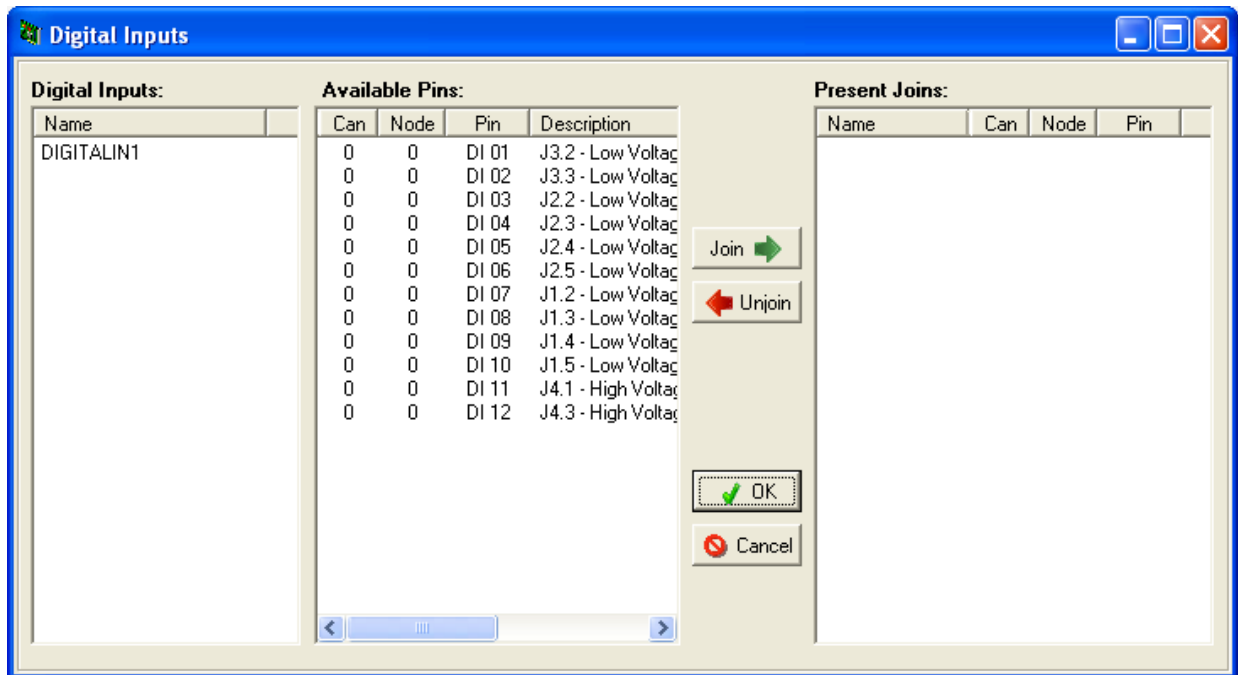 Digital Inputs
Digital Inputs:
Name
DIGITALIN1
Available Pins:
Can Node Pin Description
0 0 DI 01 J3.2 - Low Voltag
0 0 DI 02 J3.3 - Low Voltag
0 0 DI 03 J2.2 - Low Voltag
0 0 DI 04 J2.3 - Low Voltag
0 0 DI 05 J2.4 - Low Voltag
0 0 DI 06 J2.5 - Low Voltag
0 0 DI 07 J1.2 - Low Voltag
0 0 DI 08 J1.3 - Low Voltag
0 0 DI 09 J1.4 - Low Voltag
0 0 DI 10 J1.5 - Low Voltag
0 0 DI 11 J4.1 - High Voltag
0 0 DI 12 J4.3 - High Voltag
Join
Unjoin
OK
Cancel
Present Joins:
Name Can Node Pin